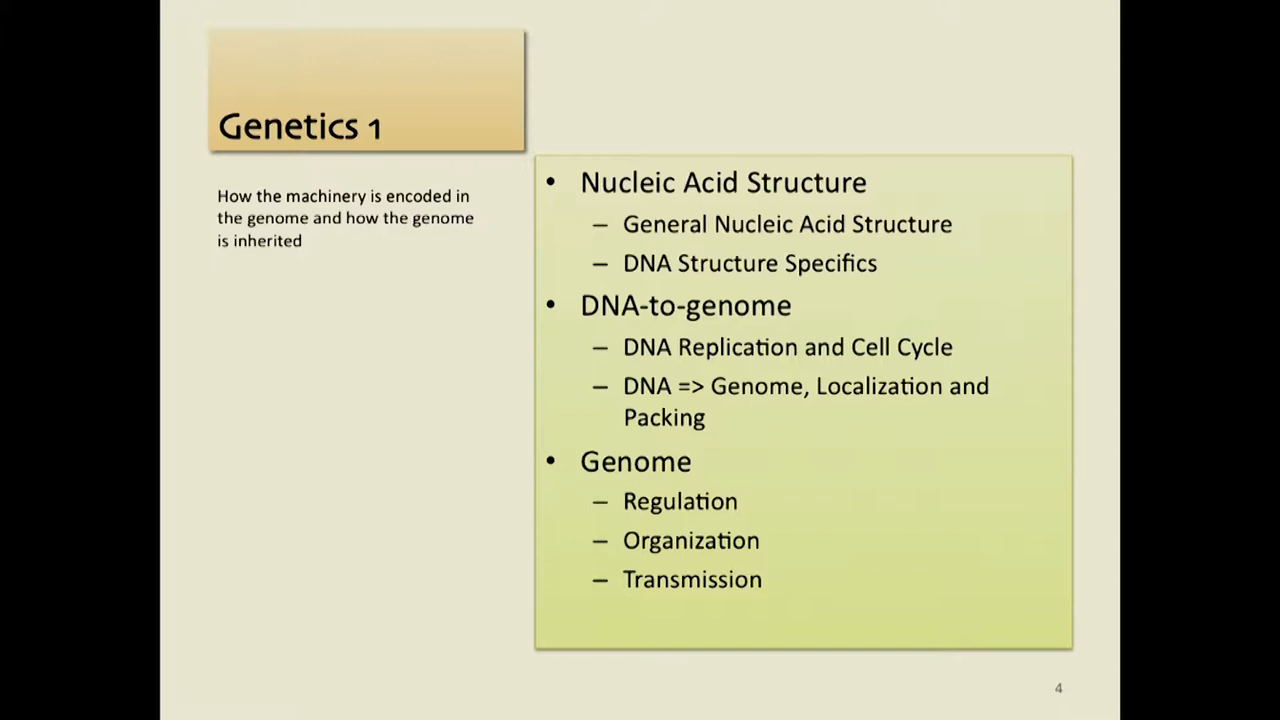 Genetics 1
How the machinery is encoded in
the genome and how the genome
is inherited
• Nucleic Acid Structure
– General Nucleic Acid Structure
– DNA Structure Specifics
• DNA-to-genome
– DNA Replication and Cell Cycle
– DNA => Genome, Localization and
Packing
• Genome
– Regulation
– Organization
– Transmission
4